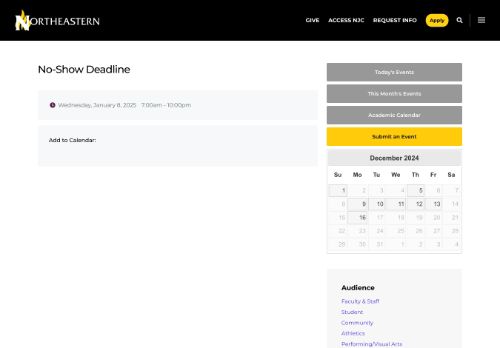 NORTHEASTERN
GIVE ACCESS NJC REQUEST INFO Apply
No-Show Deadline
Wednesday, January 8, 2025 7:00am - 10:00pm
Add to Calendar:
Today's Events
This Month's Events
Academic Calendar
Submit an Event
December 2024
Su Mo Tu We Th Fr Sa
1 2 3 4 5 6 7
8 9 10 11 12 13 14
15 16 17 18 19 20 21
22 23 24 25 26 27 28
29 30 31 1 2 3 4
Audience
Faculty & Staff
Student
Community
Athletics
Performing/Visual Arts